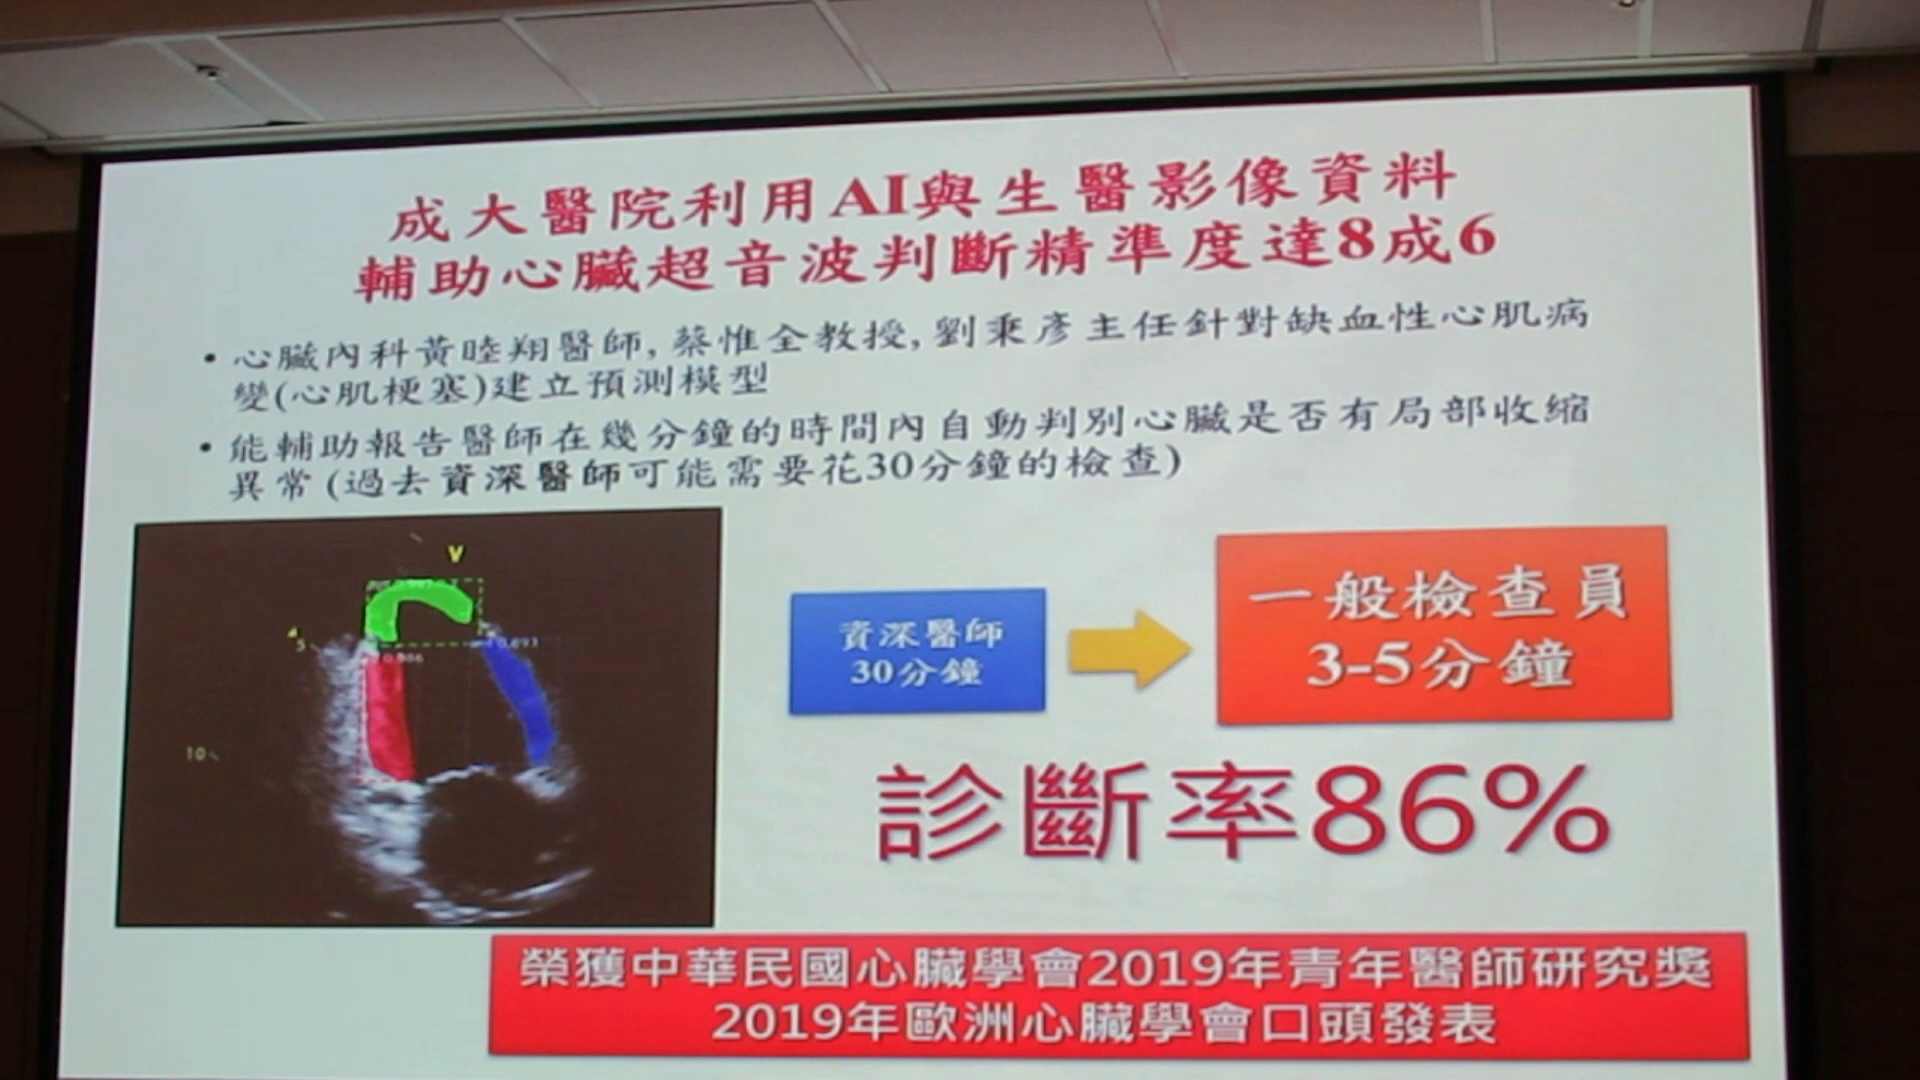 成大醫院利用AI與生醫影像資料
輔助心臟超音波判斷精準度達8成6
• 心臟內科黃睦翔醫師, 蔡惟全教授, 劉秉彥主任針對缺血性心肌病
變(心肌梗塞)建立預測模型
• 能輔助報告醫師在幾分鐘的時間內自動判別心臟是否有局部收縮
異常 (過去資深醫師可能需要花30分鐘的檢查)
V
5
10
資深醫師
30分鐘
一般檢查員
3-5分鐘
診斷率86%
榮獲中華民國心臟學會2019年青年醫師研究獎
2019年歐洲心臟學會口頭發表